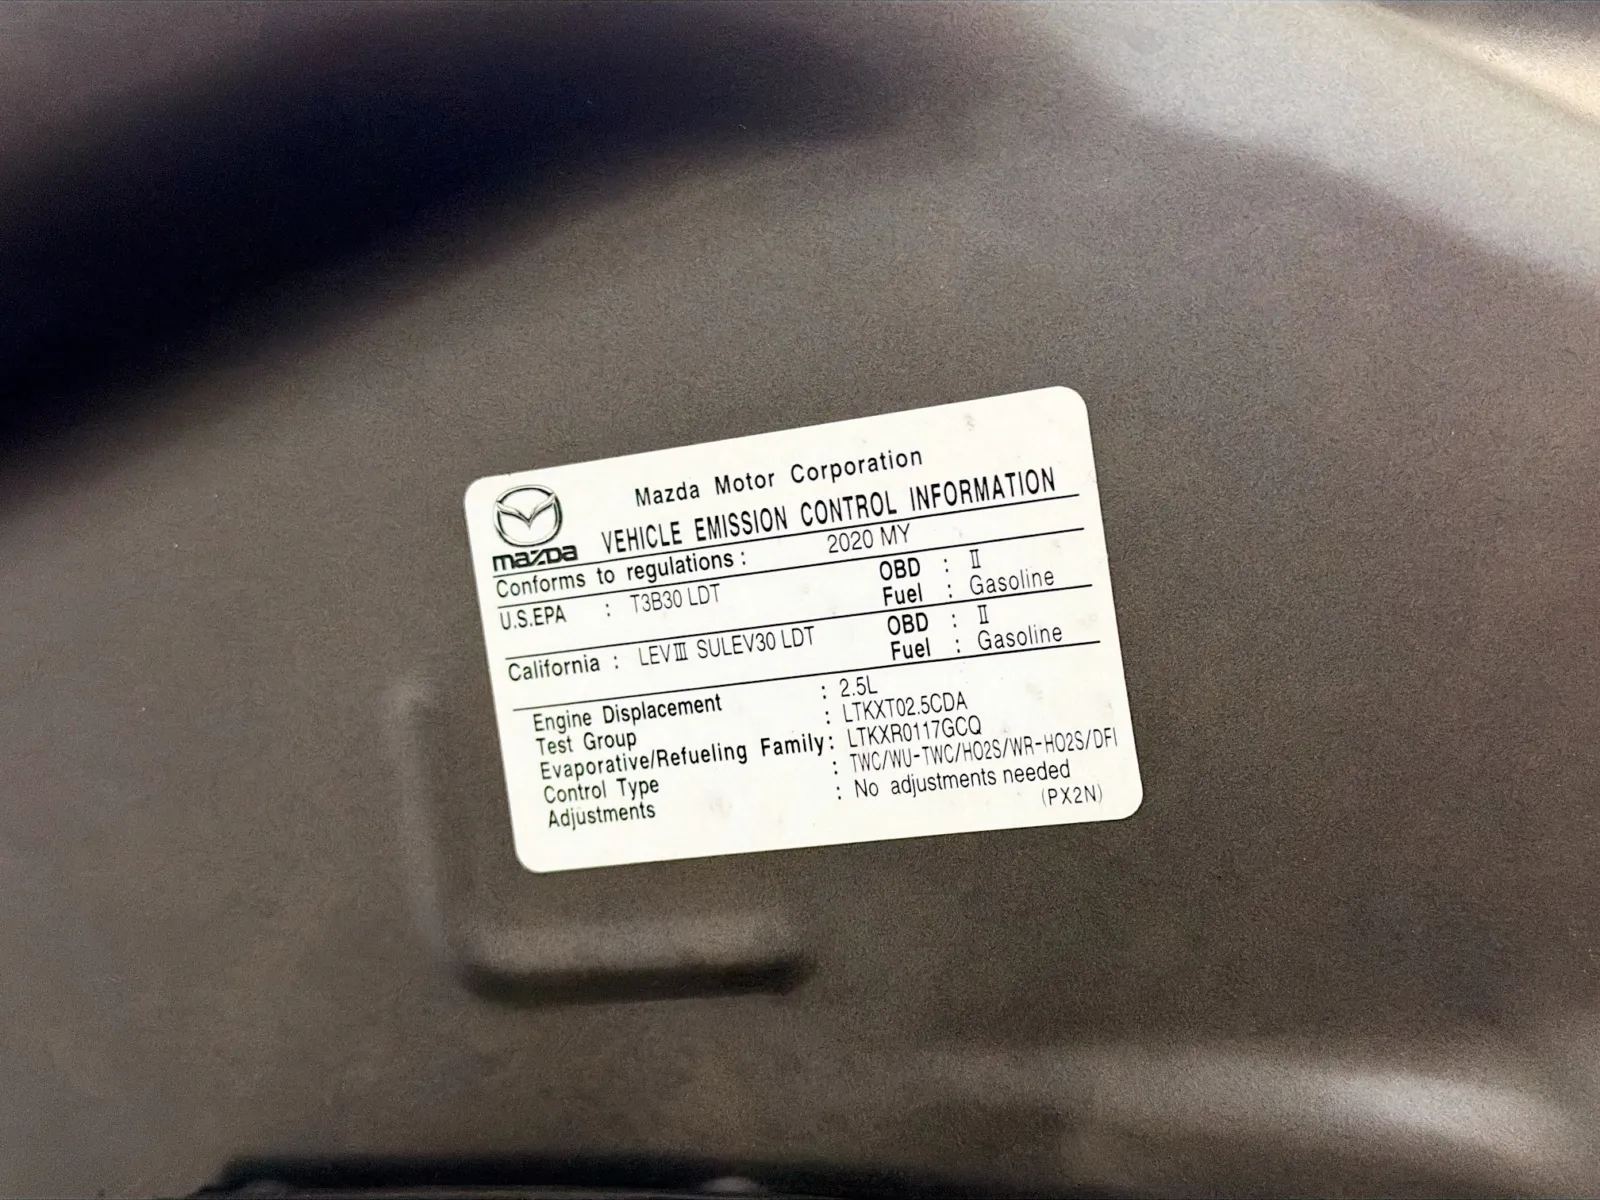 Mazda Motor Corporation
mazda VEHICLE EMISSION CONTROL INFORMATION
Conforms to regulations : 2020 MY
U.S.EPA : T3B30 LDT OBD : II
Fuel : Gasoline
California : LEVIII SULEV30 LDT OBD : II
Fuel : Gasoline
Engine Displacement : 2.5L
Test Group : LTKXT02.5CDA
Evaporative/Refueling Family : LTKXR0117GCQ
Control Type : TWC/WU-TWC/HO2S/WR-HO2S/DFI
Adjustments : No adjustments needed
(PX2N)